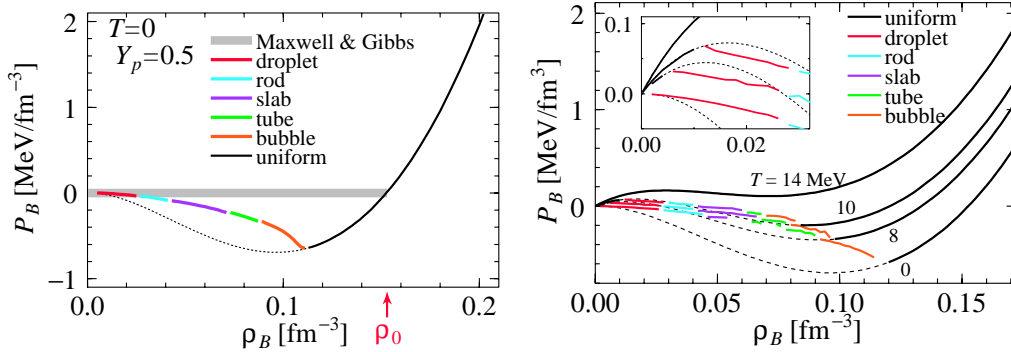 T=0
Y_p=0.5
Maxwell & Gibbs
droplet
rod
slab
tube
bubble
uniform
P_B [MeV/fm⁻³]
2
1
0
−1
0.0
0.1
0.2
ρ_B [fm⁻³]
ρ₀
uniform
droplet
rod
slab
tube
bubble
0.1
0.0
0.00
0.02
T = 14 MeV
10
8
0
P_B [MeV/fm⁻³]
2
0
0.00
0.05
0.10
0.15
ρ_B [fm⁻³]